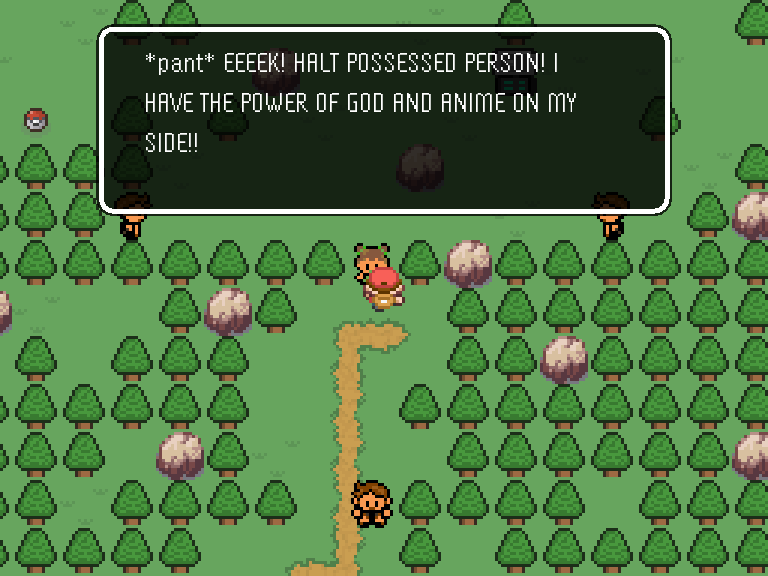 *pant* EEEEK! HALT POSSESSED PERSON! I
HAVE THE POWER OF GOD AND ANIME ON MY
SIDE!!